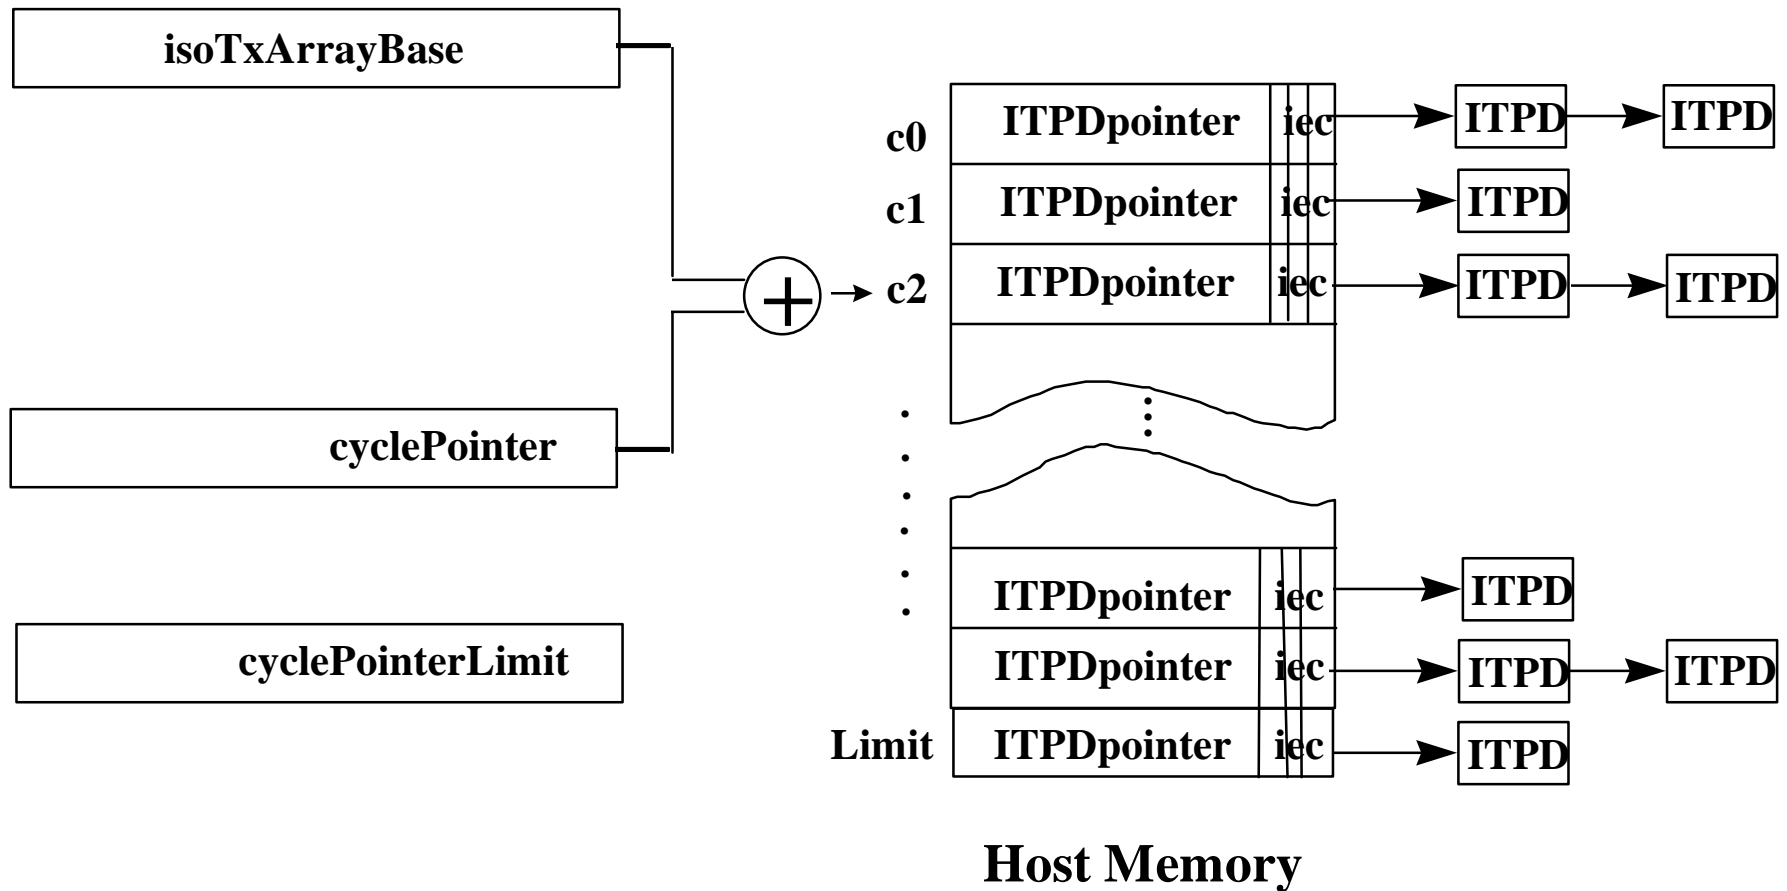 isoTxArrayBase
c0 ITPDpointer iec ITPD ITPD
c1 ITPDpointer iec ITPD
c2 ITPDpointer iec ITPD ITPD
cyclePointer
ITPDpointer iec ITPD
cyclePointerLimit ITPDpointer iec ITPD ITPD
Limit ITPDpointer iec ITPD
Host Memory